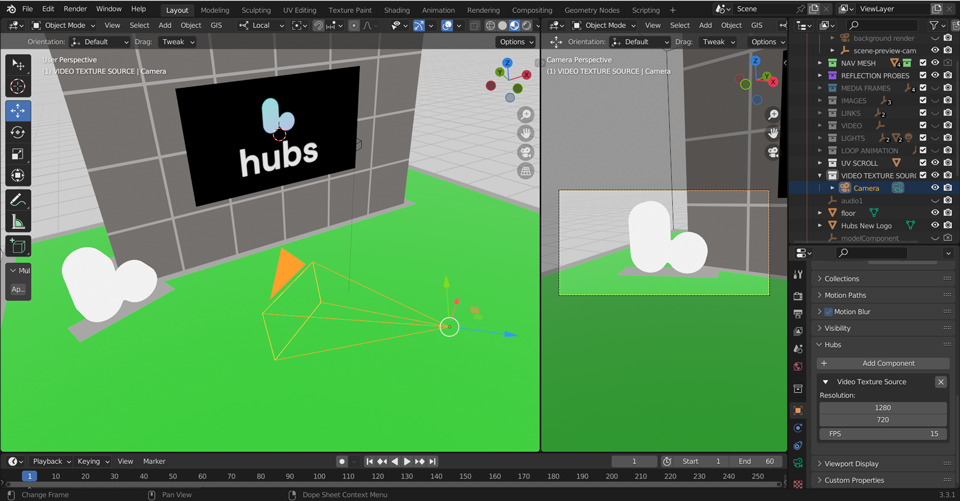 File Edit Render Window Help Layout Modeling Sculpting UV Editing Texture Paint Shading Animation Rendering Compositing Geometry Nodes Scripting Scene ViewLayer
Object Mode View Select Add Object GIS Local
Object Mode View Select Add Object GIS
Orientation: Default Drag: Tweak Options
Orientation: Default Drag: Tweak Options
User Perspective
(1) VIDEO TEXTURE SOURCE | Camera
Z
Y
X
hubs
Mul
Ap..
Camera Perspective
(1) VIDEO TEXTURE SOURCE | Camera
Z
Y
X
background render
scene-preview-cam
NAV MESH 4
REFLECTION PROBES
MEDIA FRAMES 4
IMAGES 3
LINKS 2
VIDEO
LIGHTS 2 2
LOOP ANIMATION
UV SCROLL
VIDEO TEXTURE SOUR
Camera
audio1
floor
Hubs New Logo
modelComponent
Collections
Motion Paths
Motion Blur
Visibility
Hubs
+ Add Component
Video Texture Source
Resolution:
1280
720
FPS 15
Viewport Display
Custom Properties
Playback Keying View Marker 1 Start 1 End 60
1 10 20 30 40 50 60 70 80 90 100 110 120 130 140 150 160 170 180 190 200 210 220 230 240 250
Change Frame Pan View Dope Sheet Context Menu 3.3.1